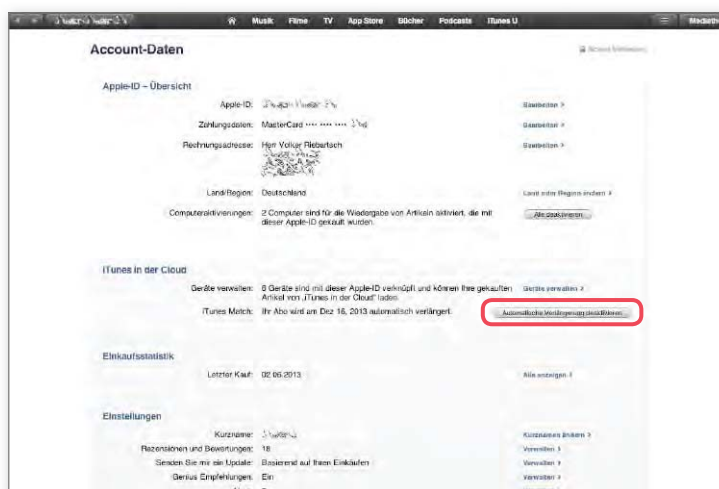 Musik Filme TV App Store Bücher Podcasts iTunes U
Account-Daten
Apple-ID – Übersicht
Apple-ID:
Bearbeiten >
Zahlungsdaten: MasterCard •••• •••• ••••
Bearbeiten >
Rechnungsadresse: Herr Volker Riebartsch
Bearbeiten >
Land/Region: Deutschland
Land oder Region ändern >
Computeraktivierungen: 2 Computer sind für die Wiedergabe von Artikeln aktiviert, die mit
dieser Apple-ID gekauft wurden.
Alle deaktivieren
iTunes in der Cloud
Geräte verwalten: 6 Geräte sind mit dieser Apple-ID verknüpft und können Ihre gekauften
Artikel von „iTunes in der Cloud“ laden.
Geräte verwalten >
iTunes Match: Ihr Abo wird am Dez 16, 2013 automatisch verlängert.
Automatische Verlängerung deaktivieren
Einkaufsstatistik
Letzter Kauf: 02.06.2013
Alle anzeigen >
Einstellungen
Kurzname:
Kurznamen ändern >
Rezensionen und Bewertungen: 18
Verwalten >
Senden Sie mir ein Update: Basierend auf Ihren Einkäufen
Verwalten >
Genius Empfehlungen: Ein
Verwalten >